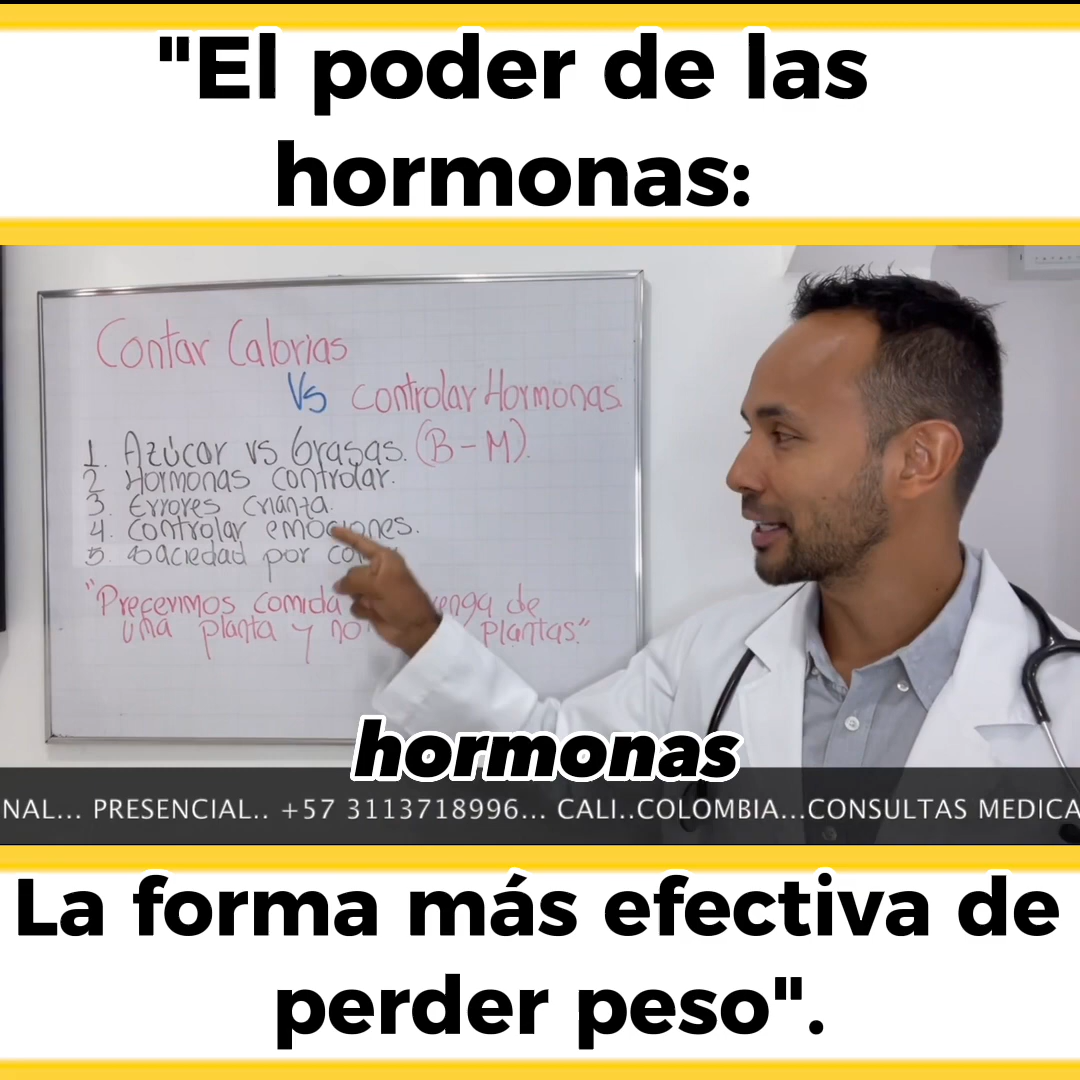 "El poder de las
hormonas:
Contar Calorias
Vs Controlar Hormonas
1. Azúcar vs Grasas. (B-M).
2 Hormonas Controlar.
3. Errores Crianza.
4. Controlar emociones.
5. Saciedad por
"Preferimos comida de
una planta y no plantas."
hormonas
NAL... PRESENCIAL.. +57 3113718996... CALI..COLOMBIA...CONSULTAS MEDICA
La forma más efectiva de
perder peso".